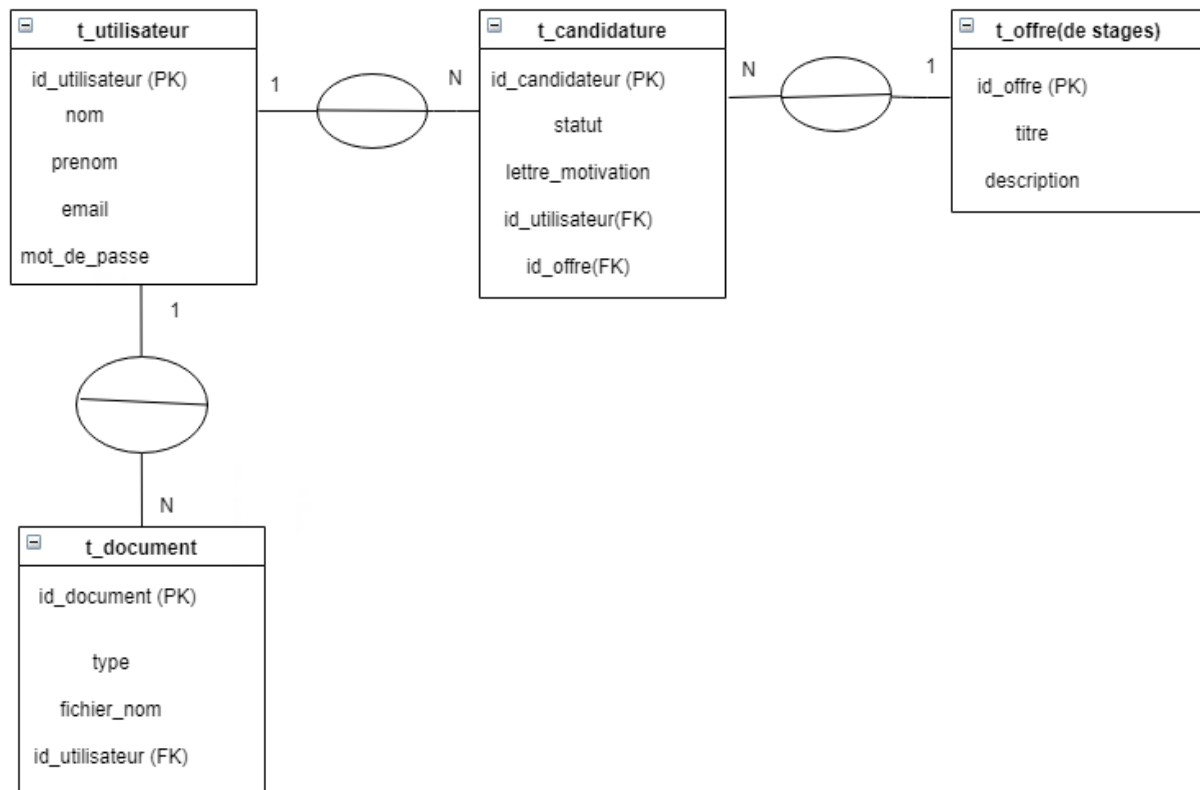 t_utilisateur
id_utilisateur (PK)
nom
prenom
email
mot_de_passe
1
N
t_candidature
id_candidateur (PK)
statut
lettre_motivation
id_utilisateur(FK)
id_offre(FK)
N
1
t_offre(de stages)
id_offre (PK)
titre
description
1
N
t_document
id_document (PK)
type
fichier_nom
id_utilisateur (FK)